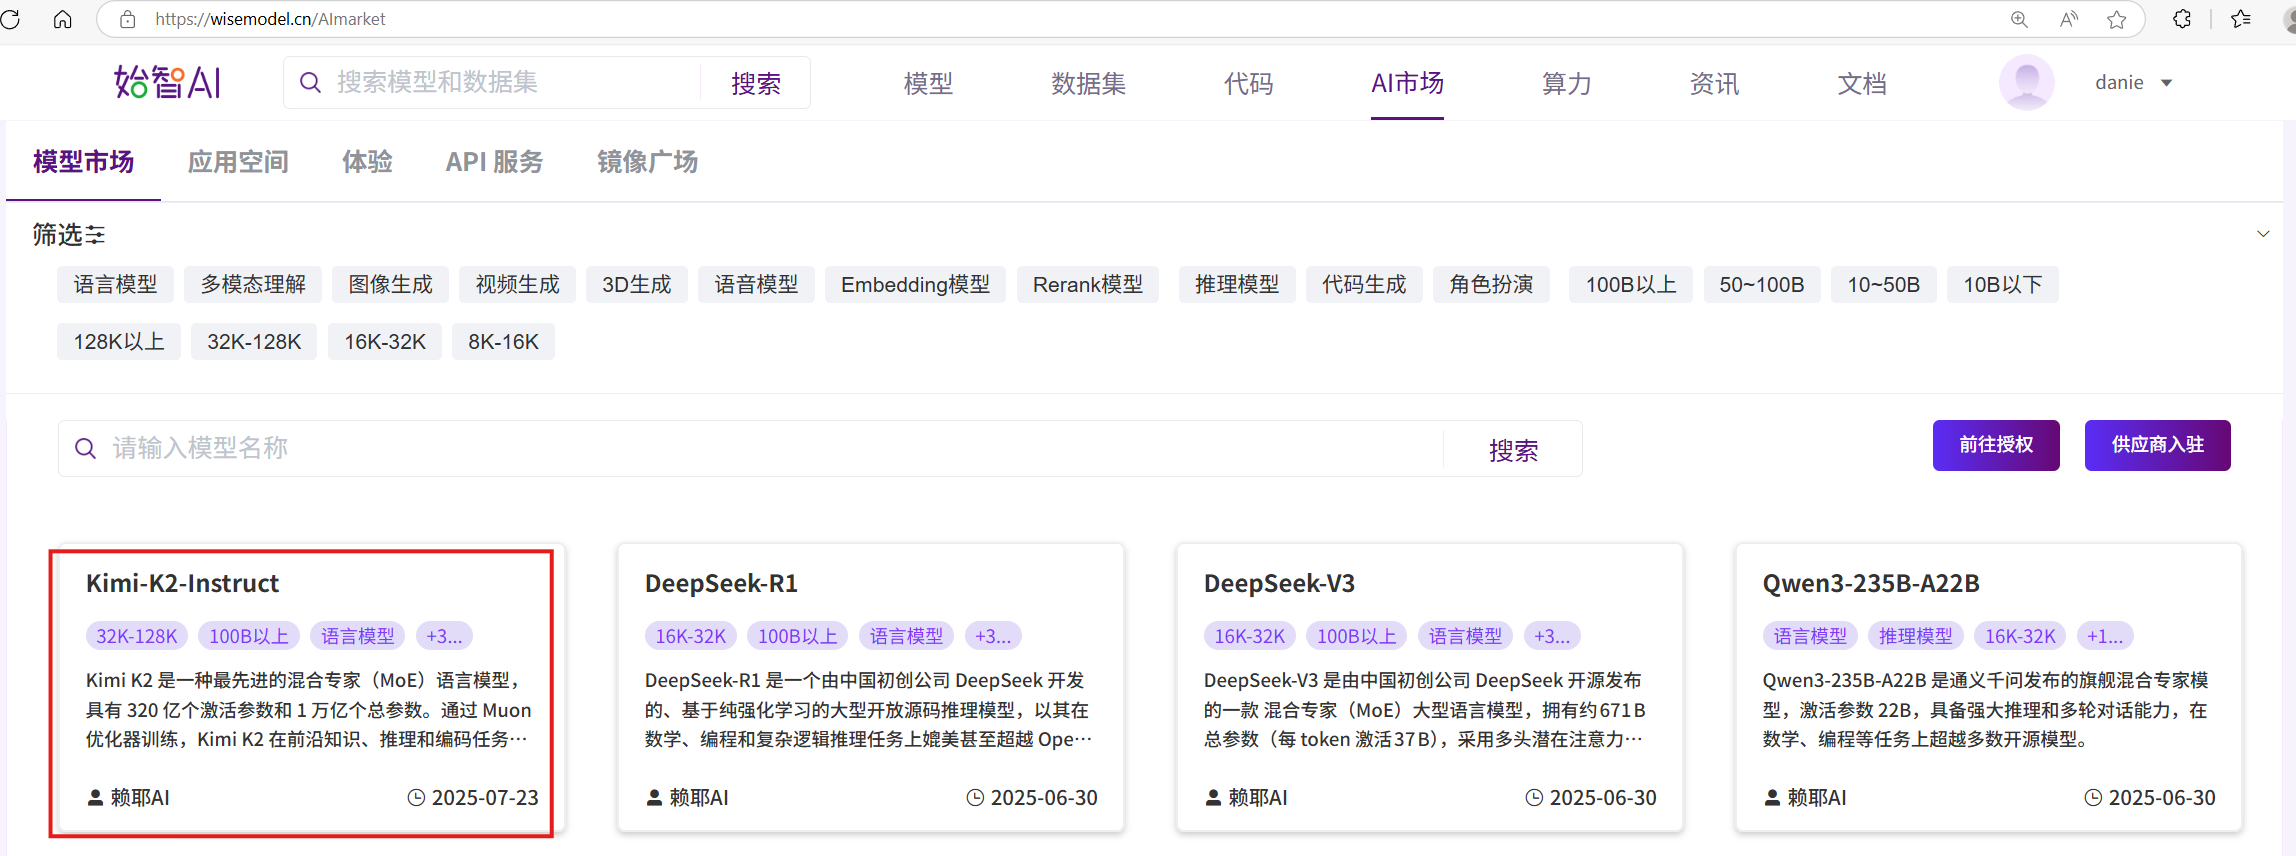 https://wisemodel.cn/AImarket
始智AI
搜索模型和数据集
搜索
模型
数据集
代码
AI市场
算力
资讯
文档
danie
模型市场
应用空间
体验
API 服务
镜像广场
筛选
语言模型
多模态理解
图像生成
视频生成
3D生成
语音模型
Embedding模型
Rerank模型
推理模型
代码生成
角色扮演
100B以上
50~100B
10~50B
10B以下
128K以上
32K-128K
16K-32K
8K-16K
请输入模型名称
搜索
前往授权
供应商入驻
Kimi-K2-Instruct
32K-128K
100B以上
语言模型
+3...
Kimi K2 是一种最先进的混合专家（MoE）语言模型，
具有 320 亿个激活参数和 1 万亿个总参数。通过 Muon
优化器训练，Kimi K2 在前沿知识、推理和编码任务…
赖耶AI
2025-07-23
DeepSeek-R1
16K-32K
100B以上
语言模型
+3...
DeepSeek-R1 是一个由中国初创公司 DeepSeek 开发
的、基于纯强化学习的大型开放源码推理模型，以其在
数学、编程和复杂逻辑推理任务上媲美甚至超越 Ope…
赖耶AI
2025-06-30
DeepSeek-V3
16K-32K
100B以上
语言模型
+3...
DeepSeek-V3 是由中国初创公司 DeepSeek 开源发布
的一款 混合专家（MoE）大型语言模型，拥有约 671 B
总参数（每 token 激活 37 B），采用多头潜在注意力…
赖耶AI
2025-06-30
Qwen3-235B-A22B
语言模型
推理模型
16K-32K
+1...
Qwen3-235B-A22B 是通义千问发布的旗舰混合专家模
型，激活参数 22B，具备强大推理和多轮对话能力，在
数学、编程等任务上超越多数开源模型。
赖耶AI
2025-06-30